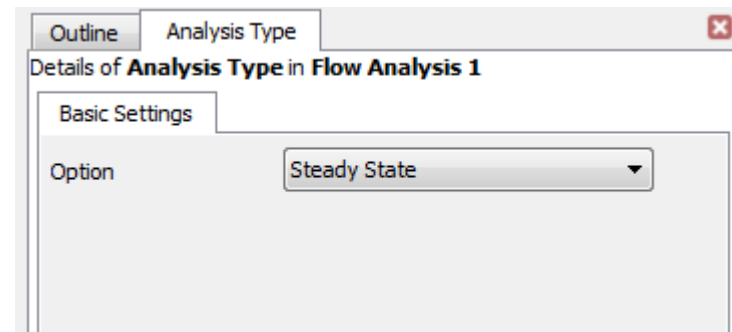 Outline Analysis Type
Details of Analysis Type in Flow Analysis 1
Basic Settings
Option Steady State